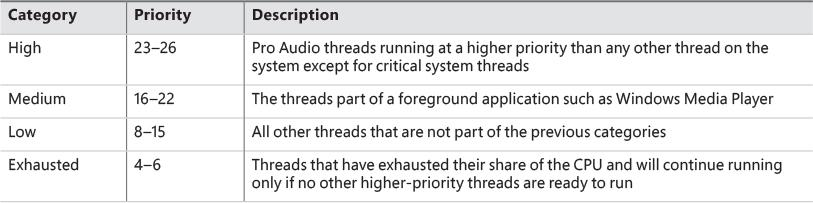 Category Priority Description
High 23–26 Pro Audio threads running at a higher priority than any other thread on the
system except for critical system threads
Medium 16–22 The threads part of a foreground application such as Windows Media Player
Low 8–15 All other threads that are not part of the previous categories
Exhausted 4–6 Threads that have exhausted their share of the CPU and will continue running
only if no other higher-priority threads are ready to run